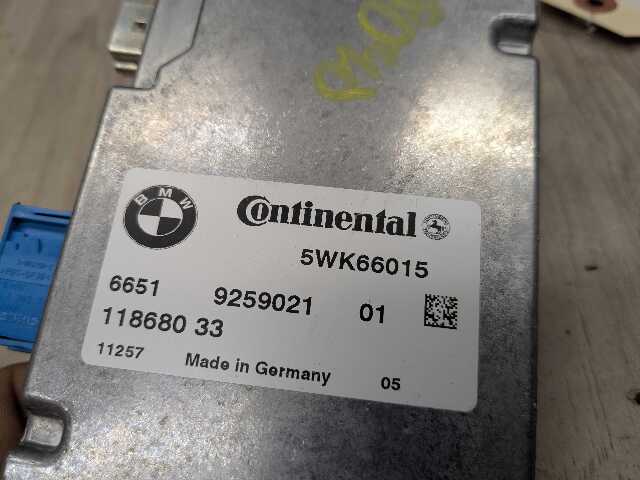 BMW
Continental
5WK66015
6651 9259021 01
118680 33
11257 Made in Germany 05